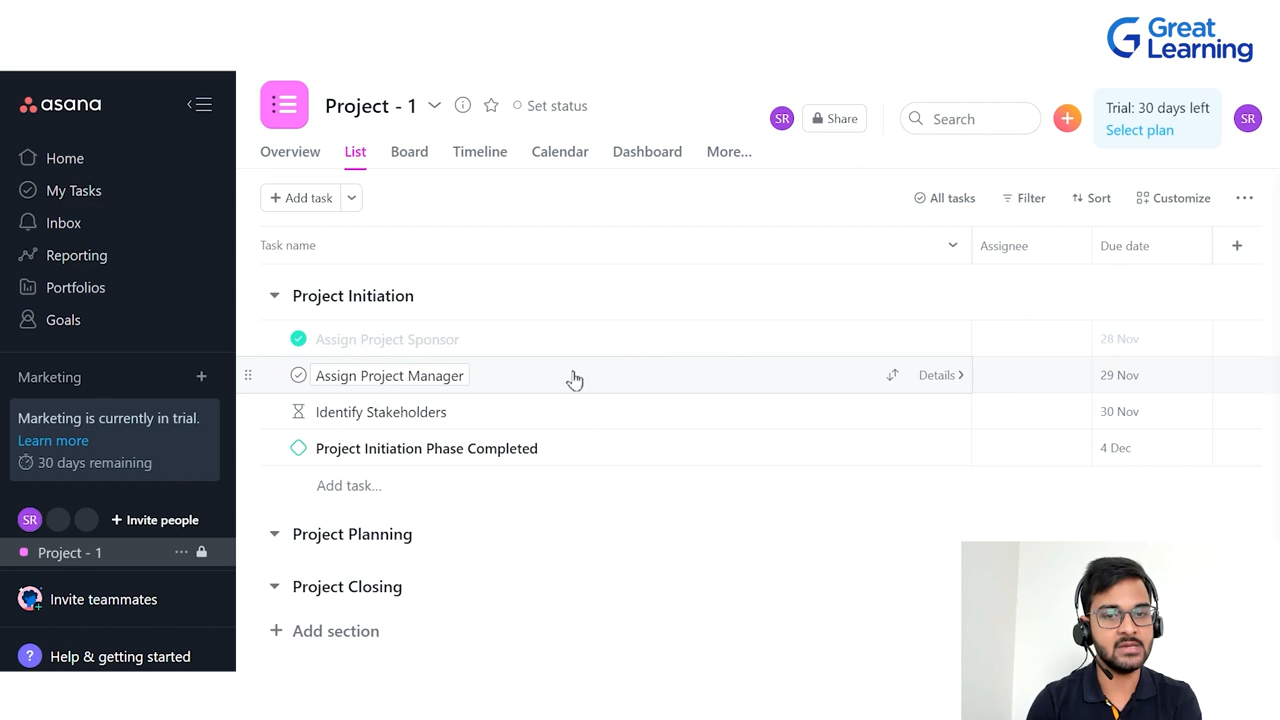 Great
Learning
asana
Home
My Tasks
Inbox
Reporting
Portfolios
Goals
Marketing
Marketing is currently in trial.
Learn more
30 days remaining
SR
Invite people
Project - 1
Invite teammates
? Help & getting started
Project - 1
Set status
SR
Share
Search
Trial: 30 days left
Select plan
SR
Overview
List
Board
Timeline
Calendar
Dashboard
More...
+ Add task
All tasks
Filter
Sort
Customize
Task name
Assignee
Due date
Project Initiation
Assign Project Sponsor
28 Nov
Assign Project Manager
Details
29 Nov
Identify Stakeholders
30 Nov
Project Initiation Phase Completed
4 Dec
Add task...
Project Planning
Project Closing
+ Add section